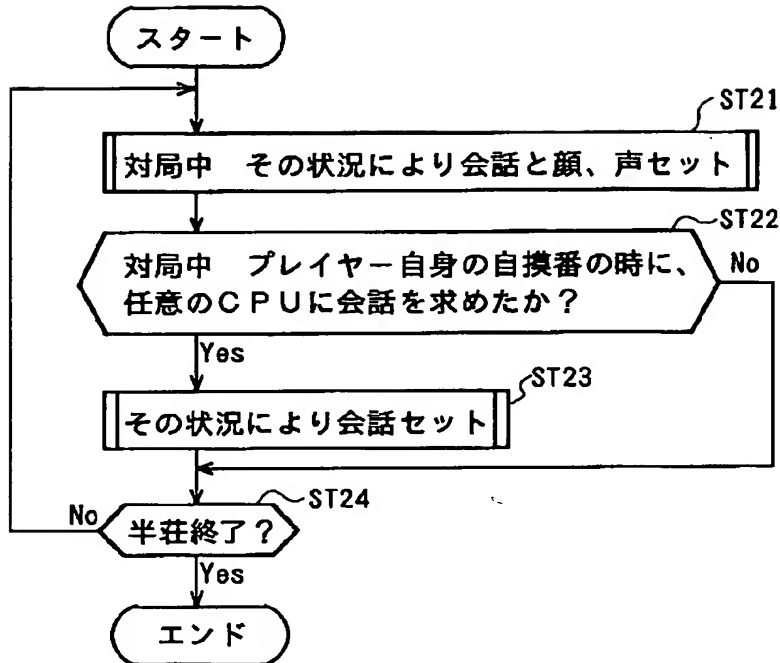 スタート
ST21
対局中　その状況により会話と顔、声セット
ST22
対局中　プレイヤー自身の自摸番の時に、
任意のＣＰＵに会話を求めたか？
No
Yes
ST23
その状況により会話セット
ST24
No
半荘終了？
Yes
エンド